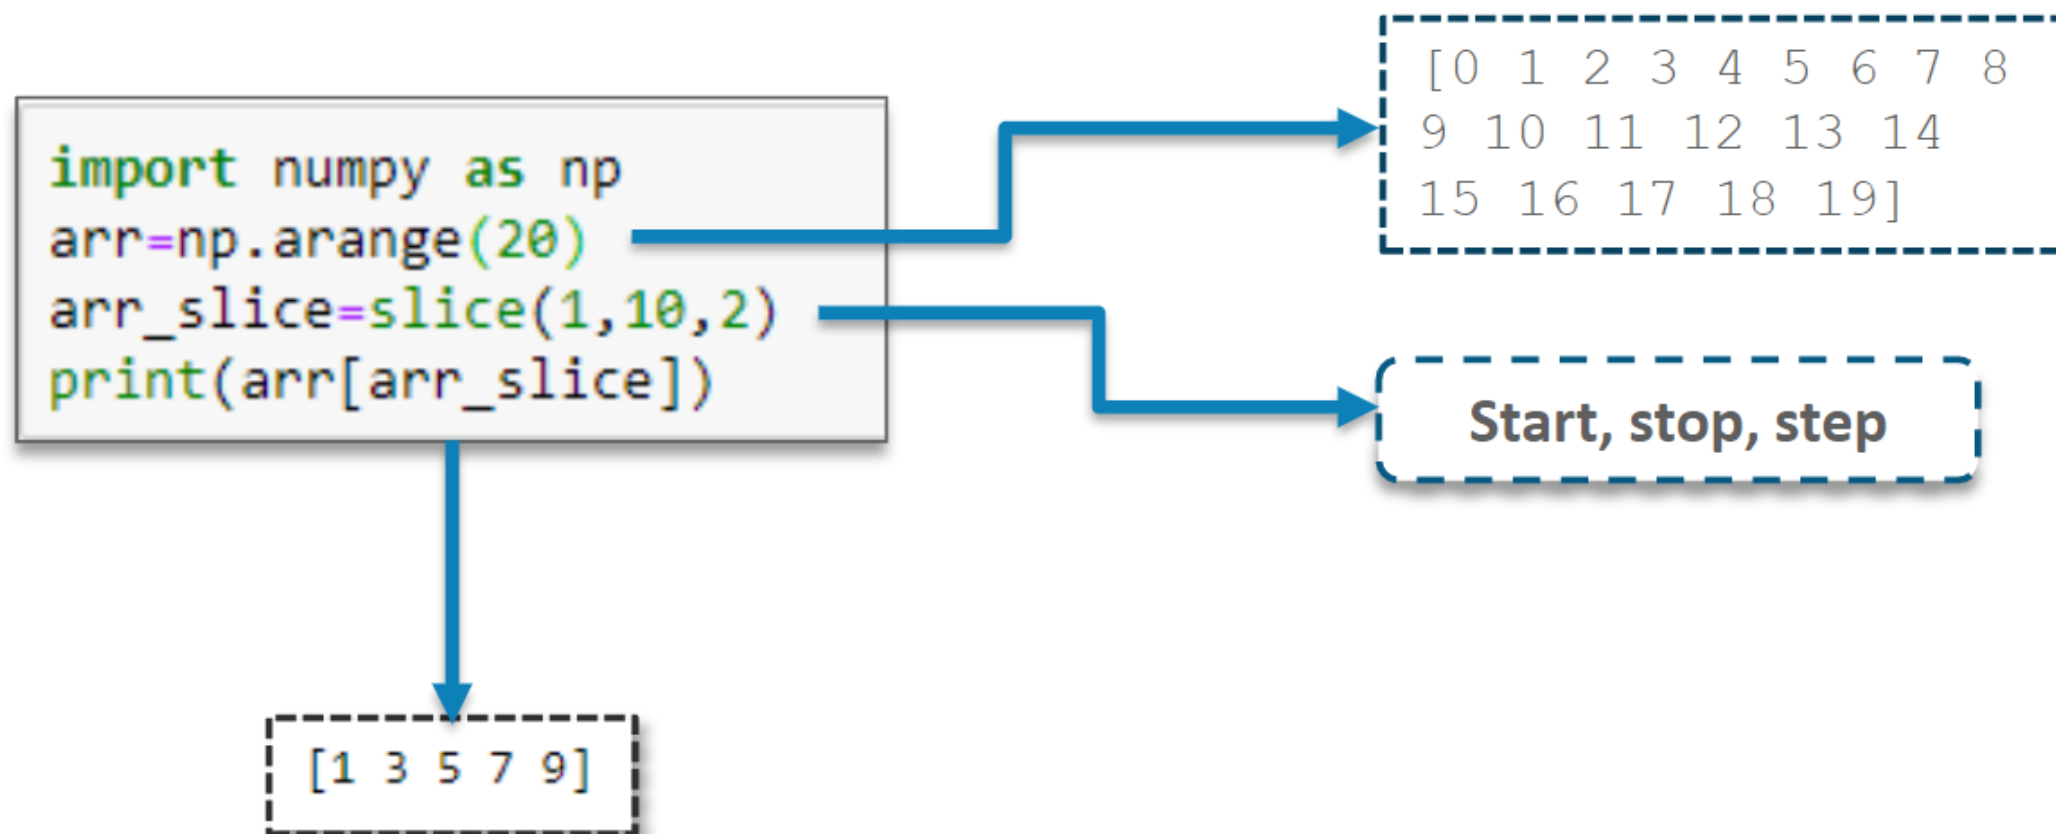 import numpy as np
arr=np.arange(20)
arr_slice=slice(1,10,2)
print(arr[arr_slice])
[0 1 2 3 4 5 6 7 8
9 10 11 12 13 14
15 16 17 18 19]
Start, stop, step
[1 3 5 7 9]